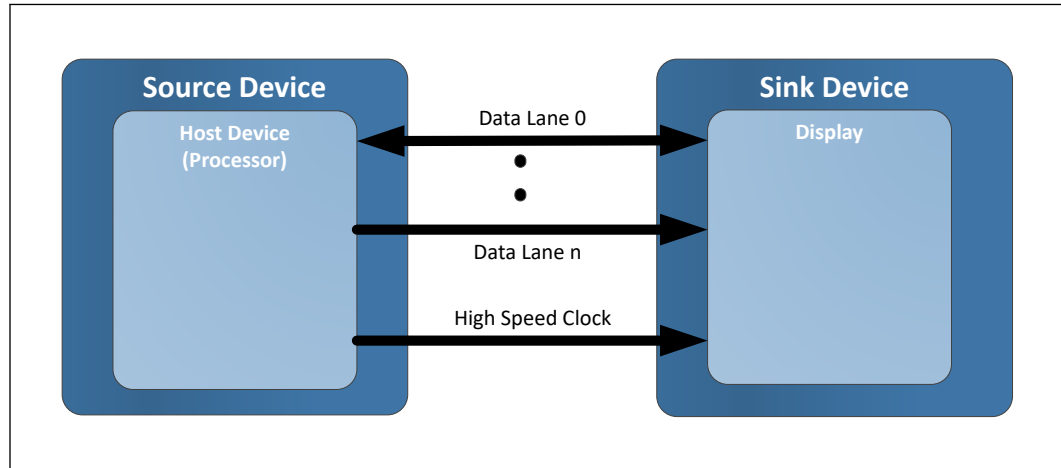 Source Device
Host Device
(Processor)
Data Lane 0
Data Lane n
High Speed Clock
Sink Device
Display